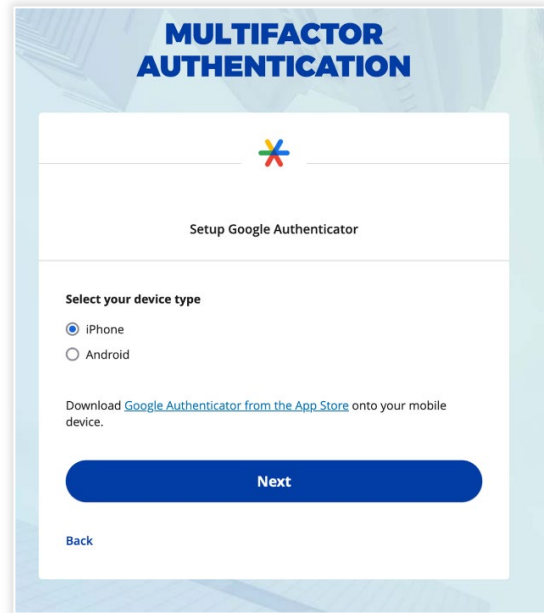 MULTIFACTOR
AUTHENTICATION
Setup Google Authenticator
Select your device type
iPhone
Android
Download Google Authenticator from the App Store onto your mobile
device.
Next
Back